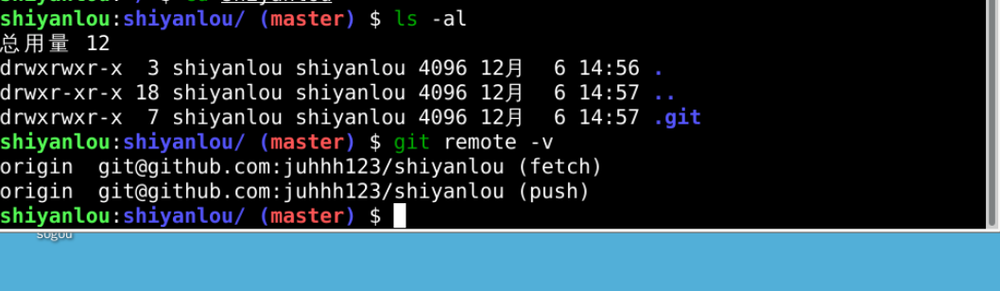 shiyanlou:shiyanlou/ (master) $ ls -al
总用量 12
drwxrwxr-x  3 shiyanlou shiyanlou 4096 12月  6 14:56 .
drwxr-xr-x 18 shiyanlou shiyanlou 4096 12月  6 14:57 ..
drwxrwxr-x  7 shiyanlou shiyanlou 4096 12月  6 14:57 .git
shiyanlou:shiyanlou/ (master) $ git remote -v
origin  git@github.com:juhhh123/shiyanlou (fetch)
origin  git@github.com:juhhh123/shiyanlou (push)
shiyanlou:shiyanlou/ (master) $
sogou